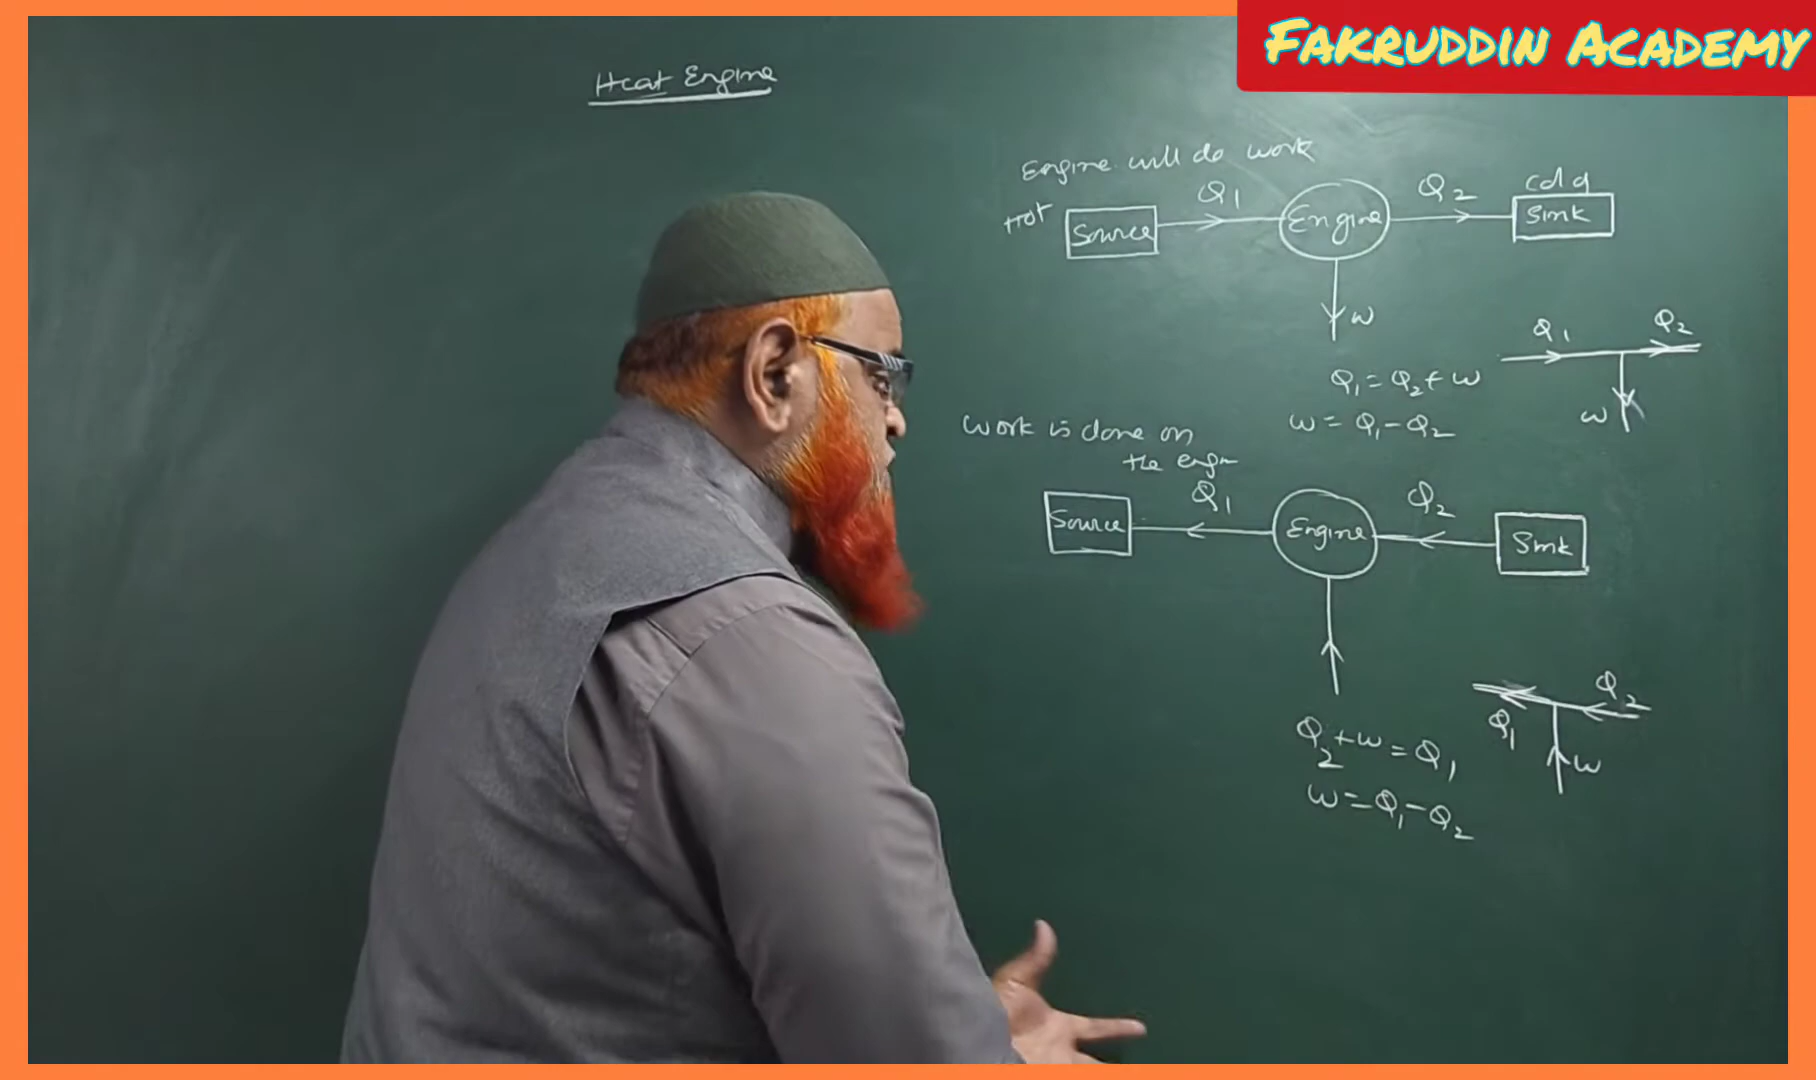 FAKRUDDIN ACADEMY
Heat Engine
Engine will do work
Hot
Source
Q1
Engine
Q2
cold
Sink
W
Q1 = Q2 + W
W = Q1 - Q2
Q1
Q2
W
Work is done on
the engn
Source
Q1
Engine
Q2
Sink
Q2 + W = Q1
W = Q1 - Q2
Q1
Q2
W